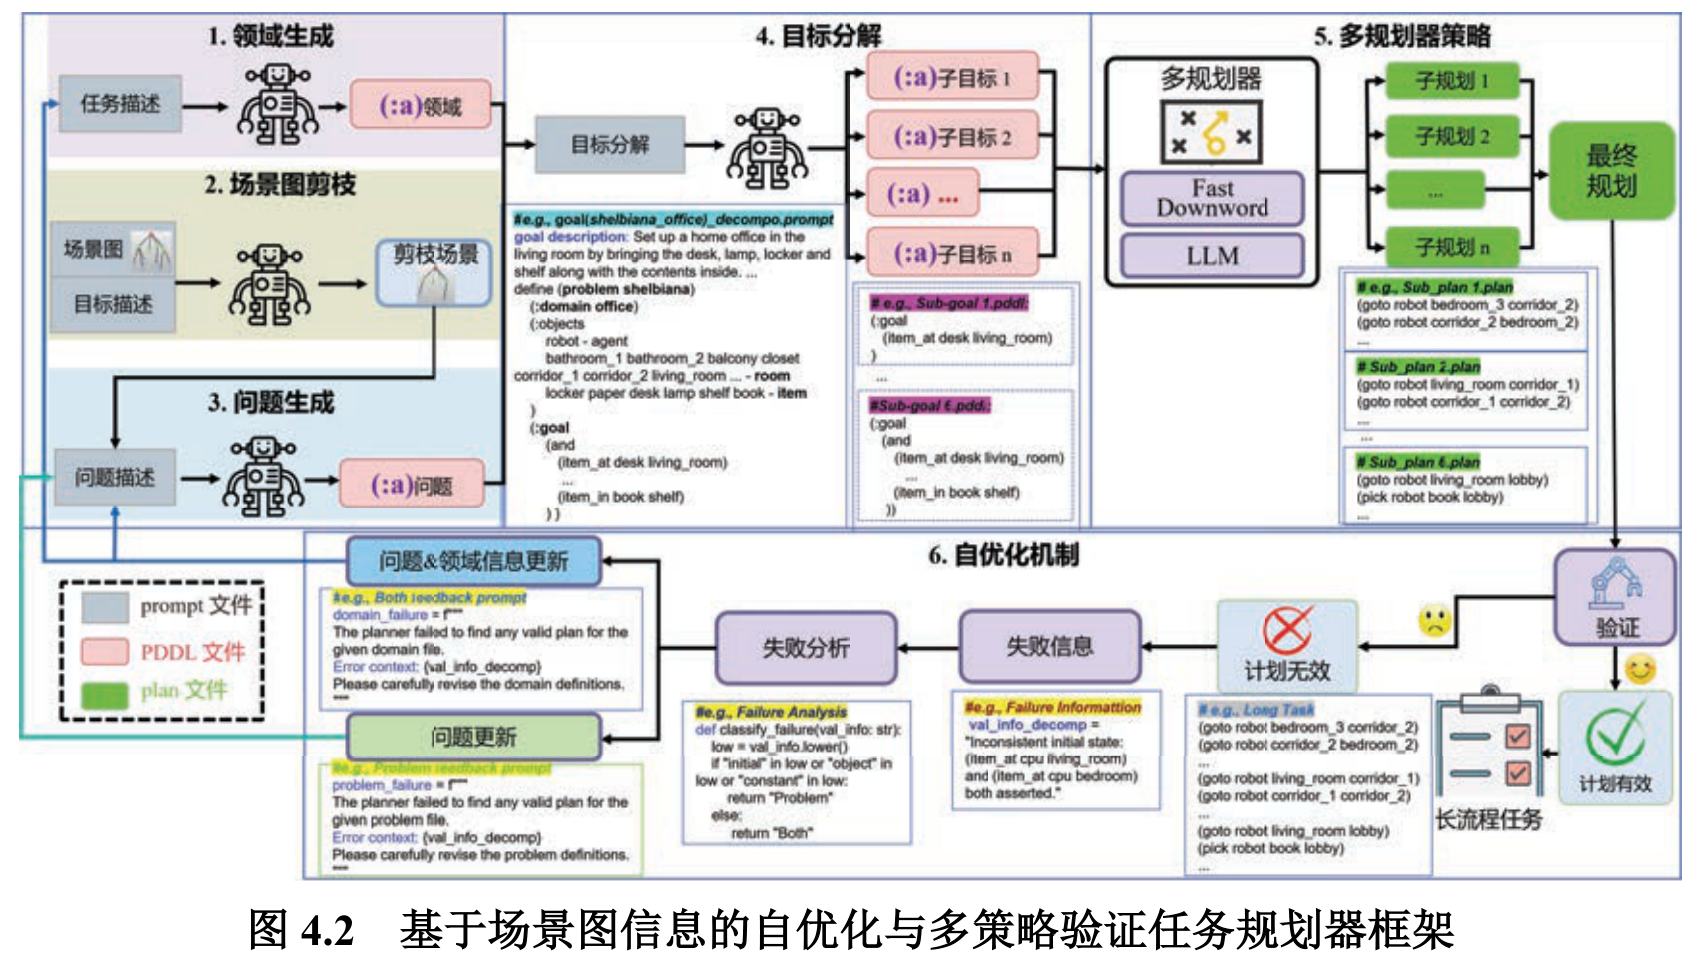 1. 领域生成
任务描述
(:a)领域
2. 场景图剪枝
场景图
目标描述
剪枝场景
3. 问题生成
问题描述
(:a)问题
4. 目标分解
目标分解
(:a)子目标 1
(:a)子目标 2
(:a) ...
(:a)子目标 n
#e.g., goal(shelbiana_office)_decompo.prompt
goal description: Set up a home office in the
living room by bringing the desk, lamp, locker and
shelf along with the contents inside. ...
define (problem shelbiana)
(:domain office)
(:objects
robot - agent
bathroom_1 bathroom_2 balcony closet
corridor_1 corridor_2 living_room ... - room
locker paper desk lamp shelf book - item
)
(:goal
(and
(item_at desk living_room)
...
(item_in book shelf)
) )
# e.g., Sub-goal 1.pddl:
(:goal
(item_at desk living_room)
)
...
#Sub-goal 6.pdd.:
(:goal
(and
(item_at desk living_room)
...
(item_in book shelf)
))
5. 多规划器策略
多规划器
Fast
Downword
LLM
子规划 1
子规划 2
...
子规划 n
最终
规划
# e.g., Sub_plan 1.plan
(goto robot bedroom_3 corridor_2)
(goto robot corridor_2 bedroom_2)
...
# Sub_plan 2.plan
(goto robot living_room corridor_1)
(goto robot corridor_1 corridor_2)
...
...
# Sub_plan 6.plan
(goto robot living_room lobby)
(pick robot book lobby)
...
6. 自优化机制
验证
计划有效
长流程任务
计划无效
# e.g., Long Task
(goto robot bedroom_3 corridor_2)
(goto robot corridor_2 bedroom_2)
...
(goto robot living_room corridor_1)
(goto robot corridor_1 corridor_2)
...
(goto robot living_room lobby)
(pick robot book lobby)
...
失败信息
#e.g., Failure Informattion
val_info_decomp =
"Inconsistent initial state:
(item_at cpu living_room)
and (item_at cpu bedroom)
both asserted."
失败分析
#e.g., Failure Analysis
def classify_failure(val_info: str):
low = val_info.lower()
if "initial" in low or "object" in
low or "constant" in low:
return "Problem"
else:
return "Both"
问题&领域信息更新
#e.g., Both feedback prompt
domain_failure = f"""
The planner failed to find any valid plan for the
given domain file.
Error context: {val_info_decomp}
Please carefully revise the domain definitions.
"""
问题更新
#e.g., Problem feedback prompt
problem_failure = f"""
The planner failed to find any valid plan for the
given problem file.
Error context: {val_info_decomp}
Please carefully revise the problem definitions.
"""
prompt 文件
PDDL 文件
plan 文件
图 4.2 基于场景图信息的自优化与多策略验证任务规划器框架